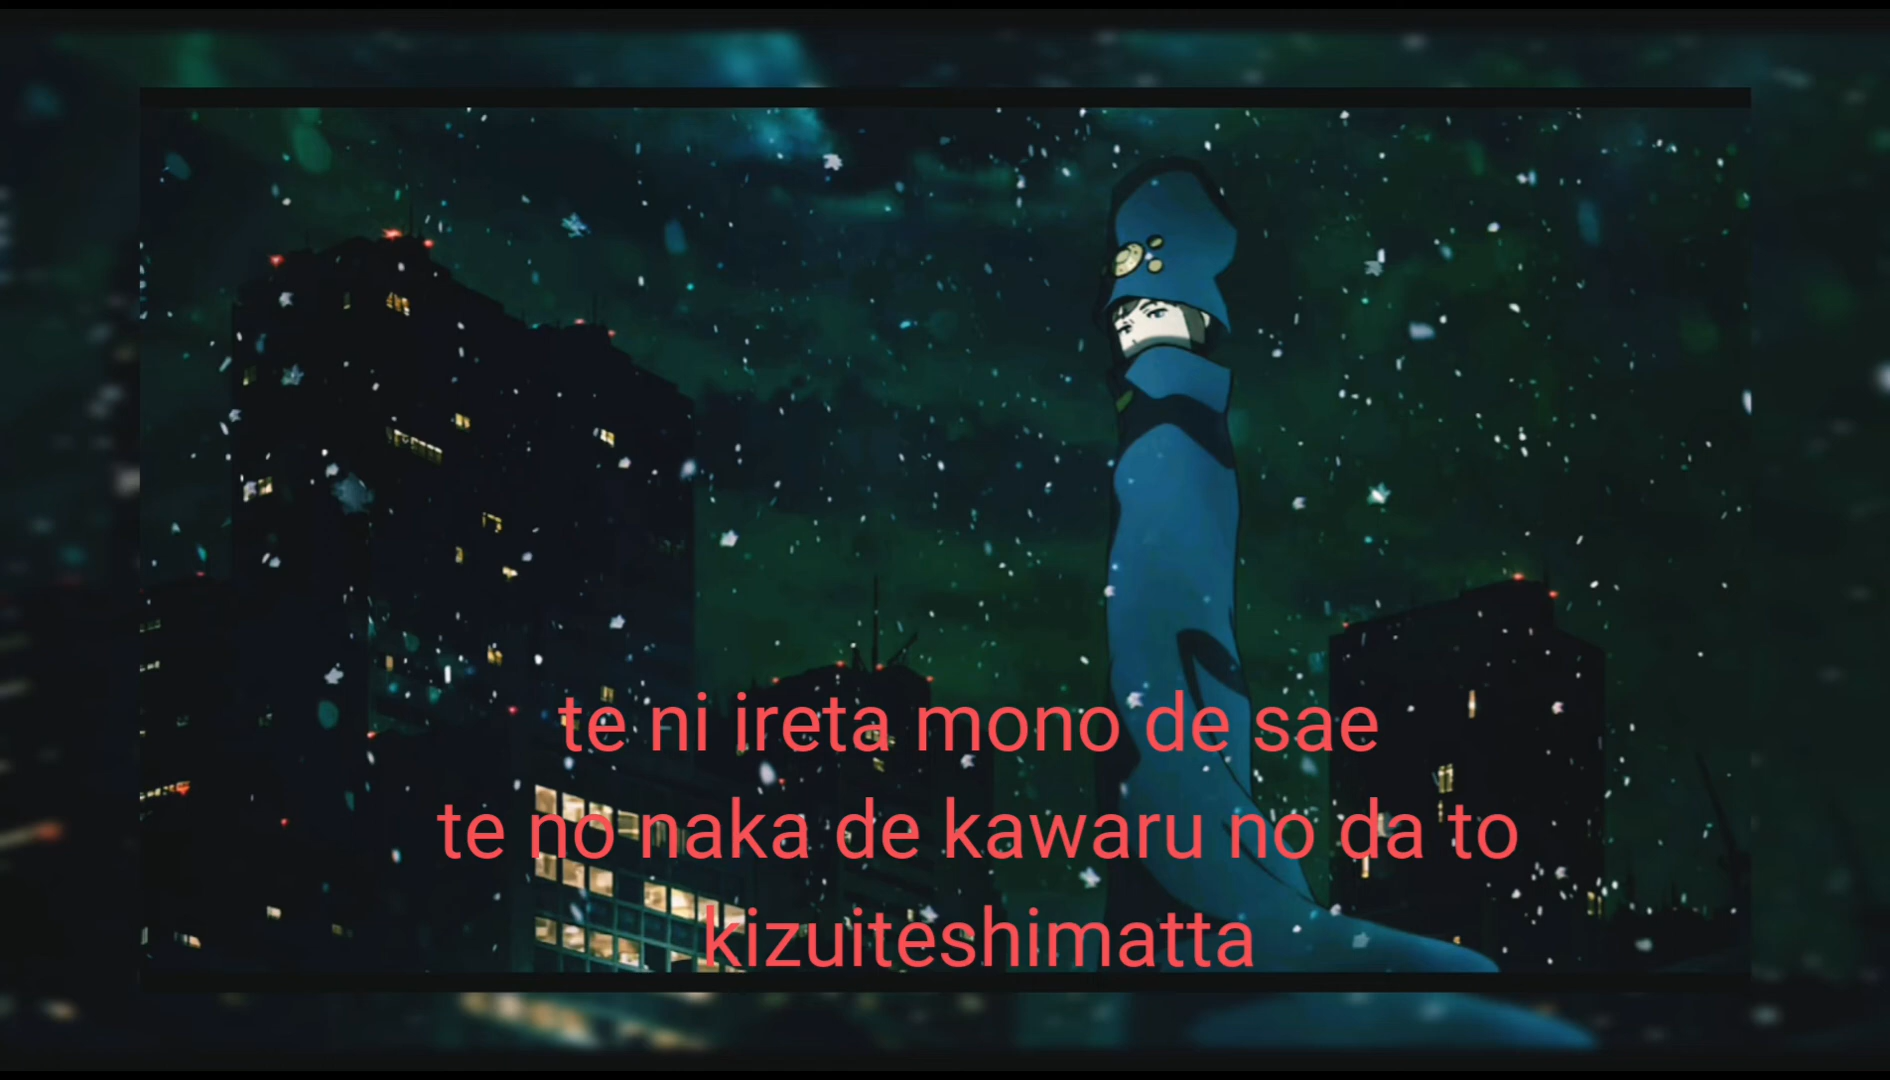 te ni ireta mono de sae
te no naka de kawaru no da to
kizuiteshimatta